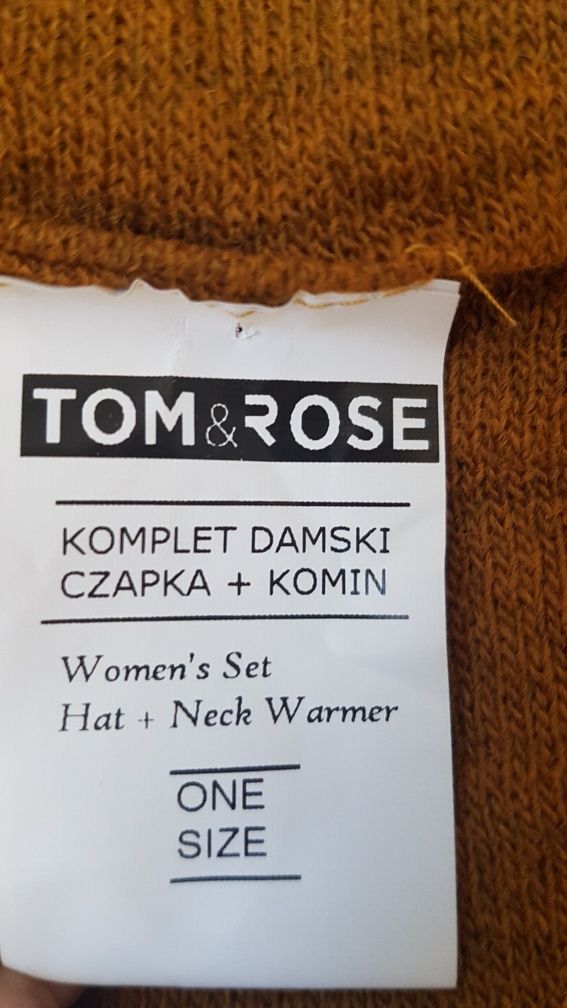 TOM&ROSE
KOMPLET DAMSKI
CZAPKA + KOMIN
Women's Set
Hat + Neck Warmer
ONE
SIZE